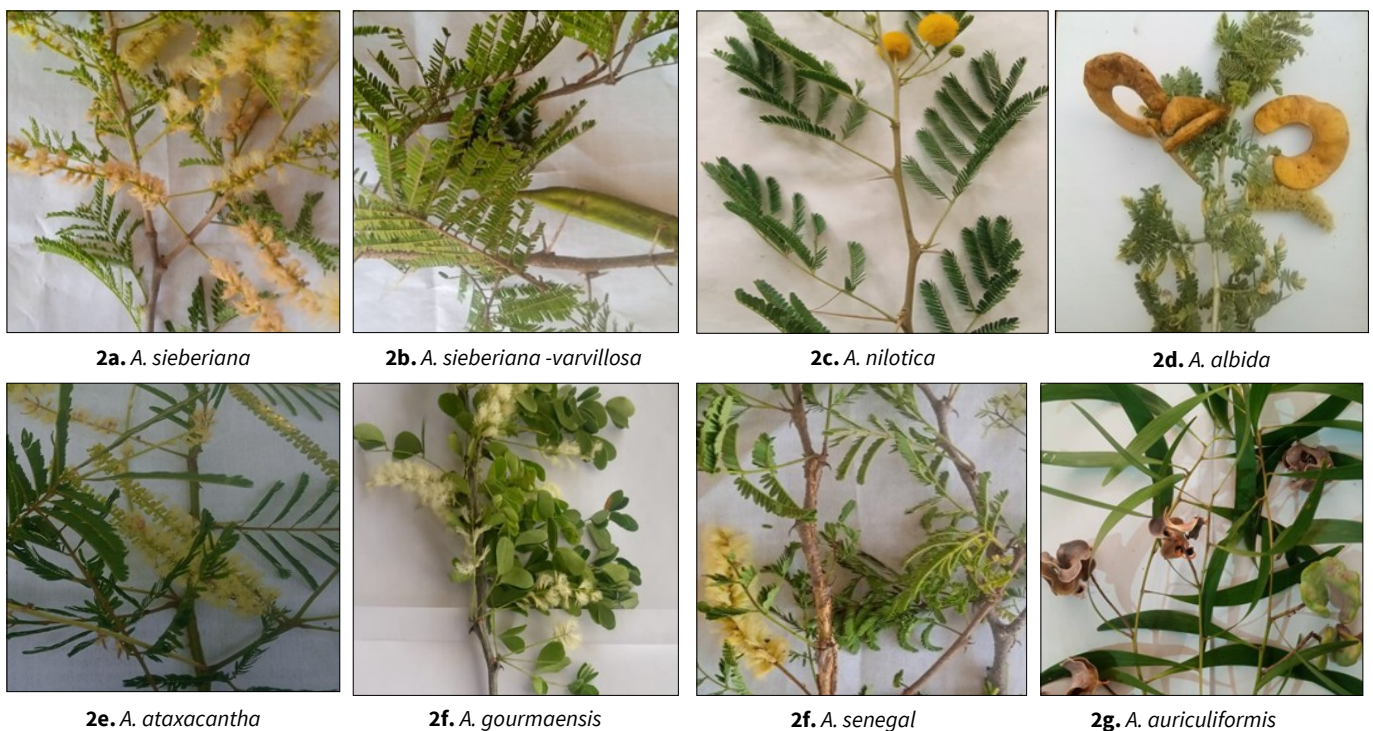 2a. A. sieberiana
2b. A. sieberiana -varvillosa
2c. A. nilotica
2d. A. albida
2e. A. ataxacantha
2f. A. gourmaensis
2f. A. senegal
2g. A. auriculiformis